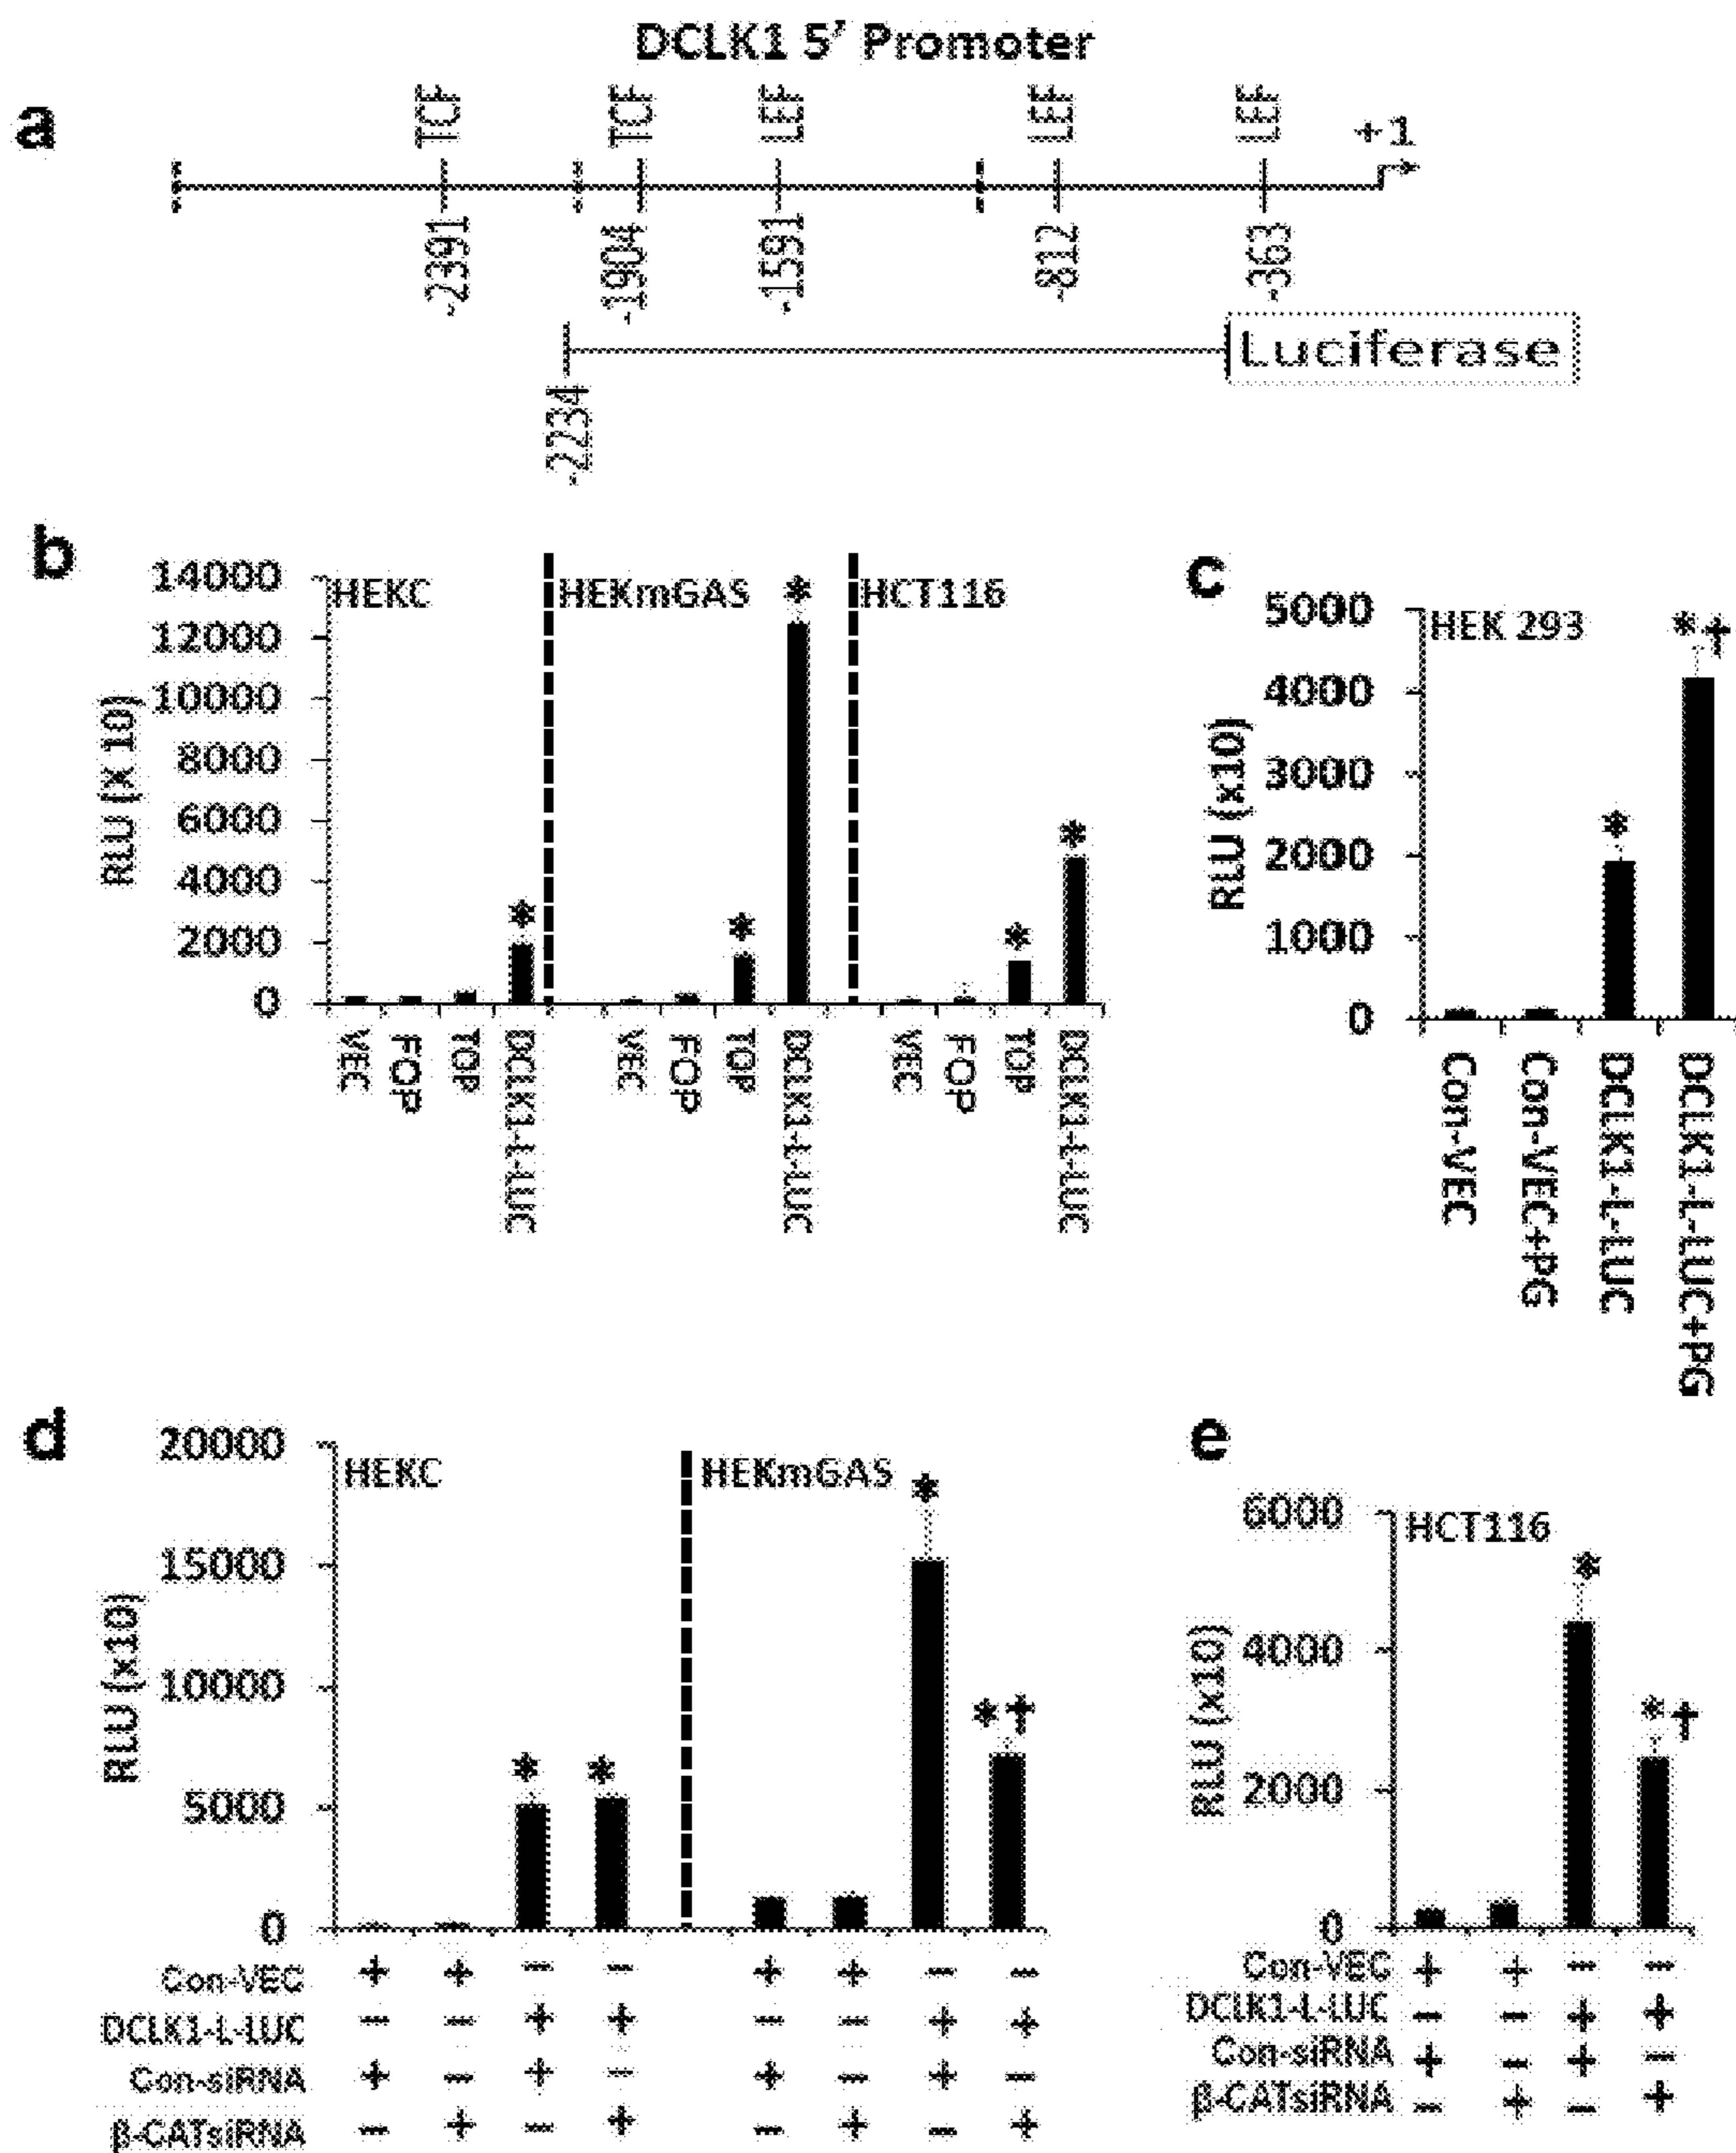 DCLK1 5' Promoter
a
TCF TCF LEF LEF LEF +1
-2391 -1904 -1591 -812 -363
Luciferase
-2234
b
14000
12000
10000
8000
6000
4000
2000
0
RLU (x 10)
HEKC HEKmGAS HCT116
* * * * *
VEC FOP TOP DCLK1-L-LUC VEC FOP TOP DCLK1-L-LUC VEC FOP TOP DCLK1-L-LUC
c
5000
4000
3000
2000
1000
0
RLU (x10)
HEK 293
* *†
Con-VEC Con-VEC+PG DCLK1-L-LUC DCLK1-L-LUC+PG
d
20000
15000
10000
5000
0
RLU (x10)
HEKC HEKmGAS
* * * *†
Con-VEC + + − − + + − −
DCLK1-L-LUC − − + + − − + +
Con-siRNA + − + − + − + −
β-CATsiRNA − + − + − + − +
e
6000
4000
2000
0
RLU (x10)
HCT116
* *†
Con-VEC + + − −
DCLK1-L-LUC − − + +
Con-siRNA + − + −
β-CATsiRNA − + − +